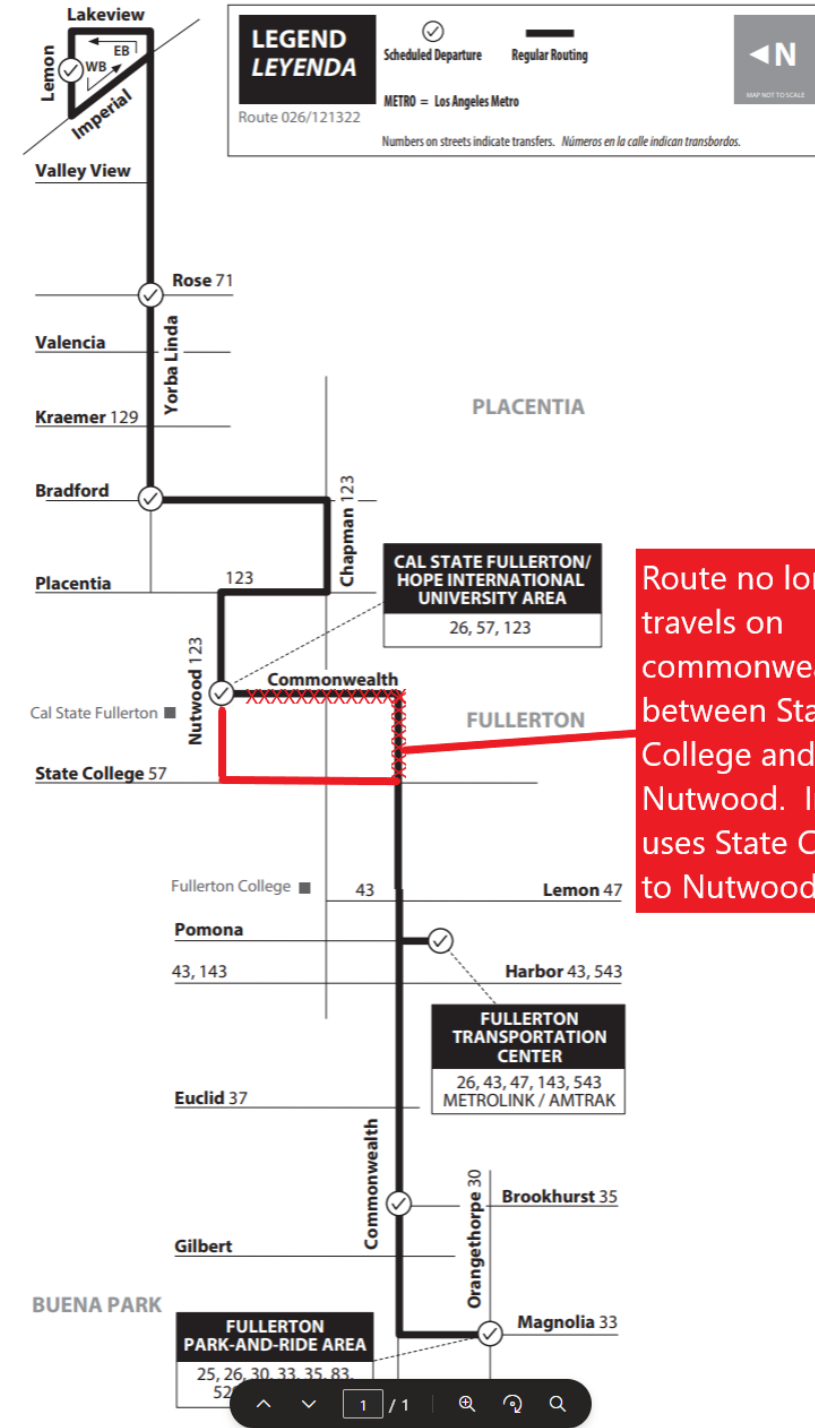 Lakeview
EB
WB
Lemon
Imperial
LEGEND
LEYENDA
Route 026/121322
Scheduled Departure
Regular Routing
METRO = Los Angeles Metro
Numbers on streets indicate transfers. Números en la calle indican transbordos.
N
MAP NOT TO SCALE
Valley View
Rose 71
Valencia
Yorba Linda
Kraemer 129
PLACENTIA
Bradford
Chapman 123
Placentia
123
CAL STATE FULLERTON/
HOPE INTERNATIONAL
UNIVERSITY AREA
26, 57, 123
Nutwood 123
Commonwealth
Cal State Fullerton
FULLERTON
State College 57
Route no
travels on
between
College and
Nutwood.
uses State
to Nutwood
Fullerton College
43
Lemon 47
Pomona
43, 143
Harbor 43, 543
FULLERTON
TRANSPORTATION
CENTER
26, 43, 47, 143, 543
METROLINK / AMTRAK
Euclid 37
Commonwealth
Orangethorpe 30
Brookhurst 35
Gilbert
BUENA PARK
Magnolia 33
FULLERTON
PARK-AND-RIDE AREA
25, 26, 30, 33, 35, 83,
1 / 1